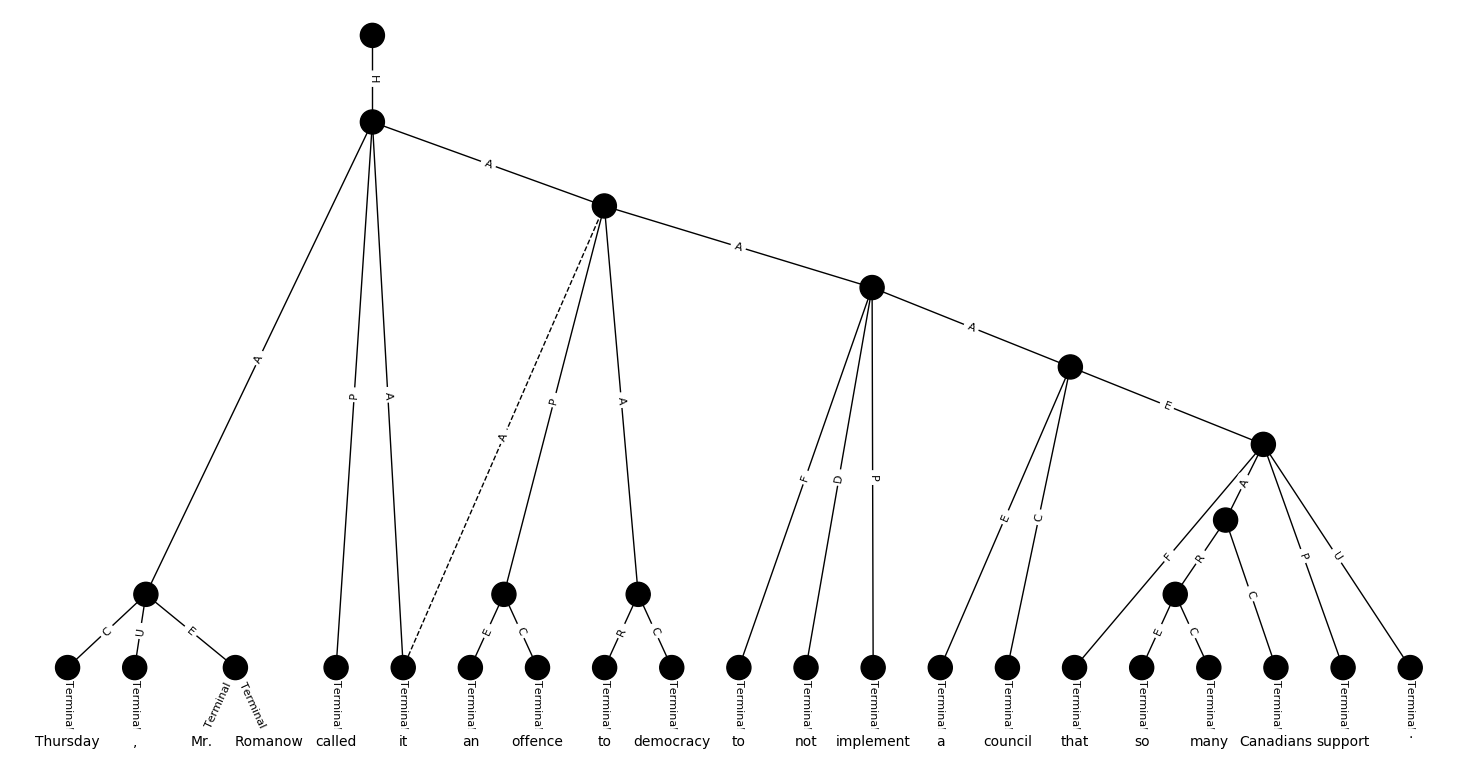 H
A
A
A
E
A P A A P A F D P E C F A R P U
C U E E C R C E C C
Terminal Terminal Terminal Terminal Terminal Terminal Terminal Terminal Terminal Terminal Terminal Terminal Terminal Terminal Terminal Terminal Terminal Terminal Terminal Terminal Terminal
Thursday , Mr. Romanow called it an offence to democracy to not implement a council that so many Canadians support .